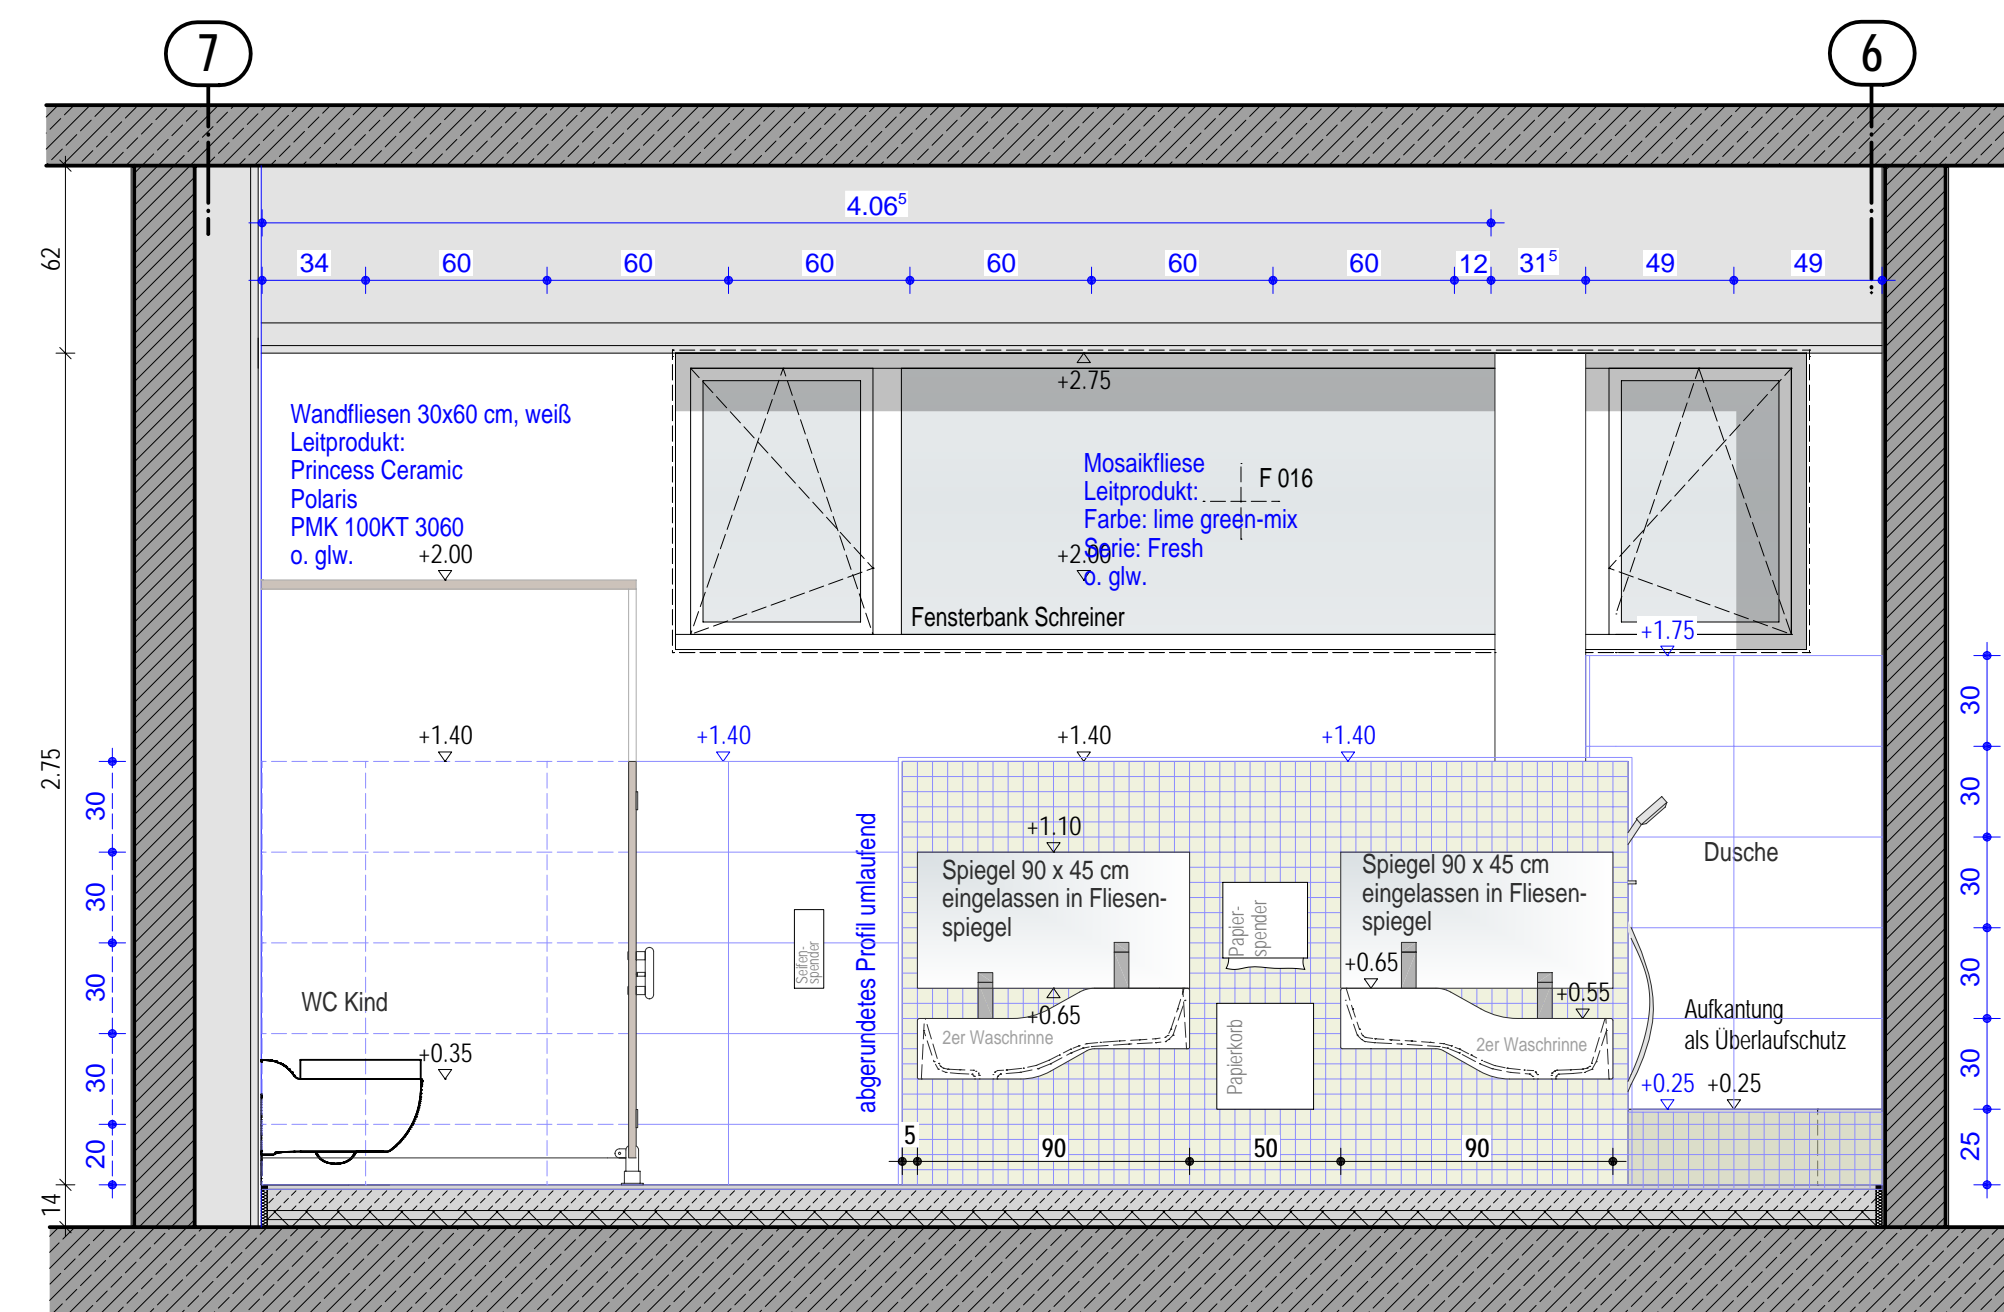 7
6
4.06⁵
34 60 60 60 60 60 60 12 31⁵ 49 49
62
2.75
14
+2.75
Wandfliesen 30x60 cm, weiß
Leitprodukt:
Princess Ceramic
Polaris
PMK 100KT 3060
o. glw.
+2.00
Mosaikfliese
Leitprodukt:
Farbe: lime green-mix
Serie: Fresh
o. glw.
F 016
+2.00
Fensterbank Schreiner
+1.75
+1.40
+1.40
+1.40
+1.40
30
30
30
30
20
30
30
30
30
30
25
abgerundetes Profil umlaufend
+1.10
Spiegel 90 x 45 cm
eingelassen in Fliesen-
spiegel
Spiegel 90 x 45 cm
eingelassen in Fliesen-
spiegel
Papier-
spender
Seifen-
spender
Dusche
+0.65
+0.55
+0.65
2er Waschrinne
2er Waschrinne
Papierkorb
WC Kind
+0.35
Aufkantung
als Überlaufschutz
+0.25 +0.25
5 90 50 90